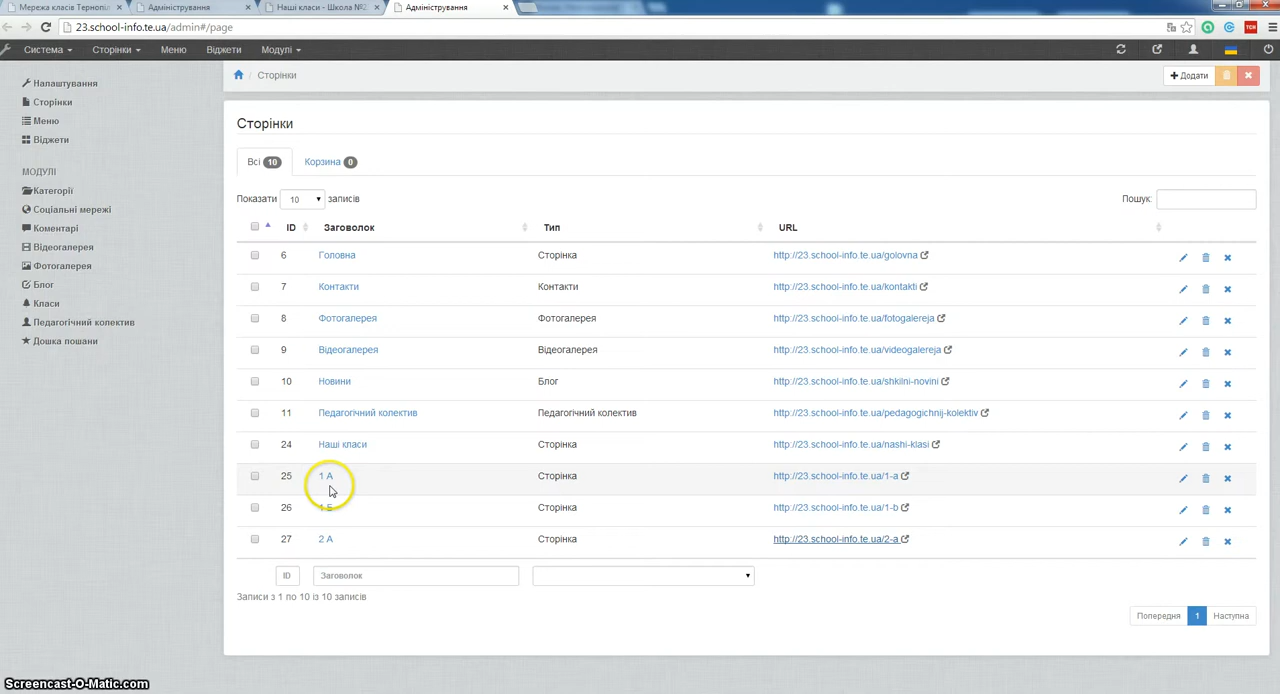 Мережа класів Тернопіл
Адміністрування
Наші класи - Школа №2
Адміністрування
23.school-info.te.ua/admin#/page
Система Сторінки Меню Віджети Модулі
Налаштування
Сторінки
Меню
Віджети
МОДУЛІ
Категорії
Соціальні мережі
Коментарі
Відеогалерея
Фотогалерея
Блог
Класи
Педагогічний колектив
Дошка пошани
/ Сторінки
Додати
Сторінки
Всі 10 Корзина 0
Показати 10 записів Пошук:
ID Заголовок Тип URL
6 Головна Сторінка http://23.school-info.te.ua/golovna
7 Контакти Контакти http://23.school-info.te.ua/kontakti
8 Фотогалерея Фотогалерея http://23.school-info.te.ua/fotogalereja
9 Відеогалерея Відеогалерея http://23.school-info.te.ua/videogalereja
10 Новини Блог http://23.school-info.te.ua/shkilni-novini
11 Педагогічний колектив Педагогічний колектив http://23.school-info.te.ua/pedagogichnij-kolektiv
24 Наші класи Сторінка http://23.school-info.te.ua/nashi-klasi
25 1 А Сторінка http://23.school-info.te.ua/1-a
26 1 Б Сторінка http://23.school-info.te.ua/1-b
27 2 А Сторінка http://23.school-info.te.ua/2-a
ID Заголовок
Записи з 1 по 10 із 10 записів
Попередня 1 Наступна
Screencast-O-Matic.com